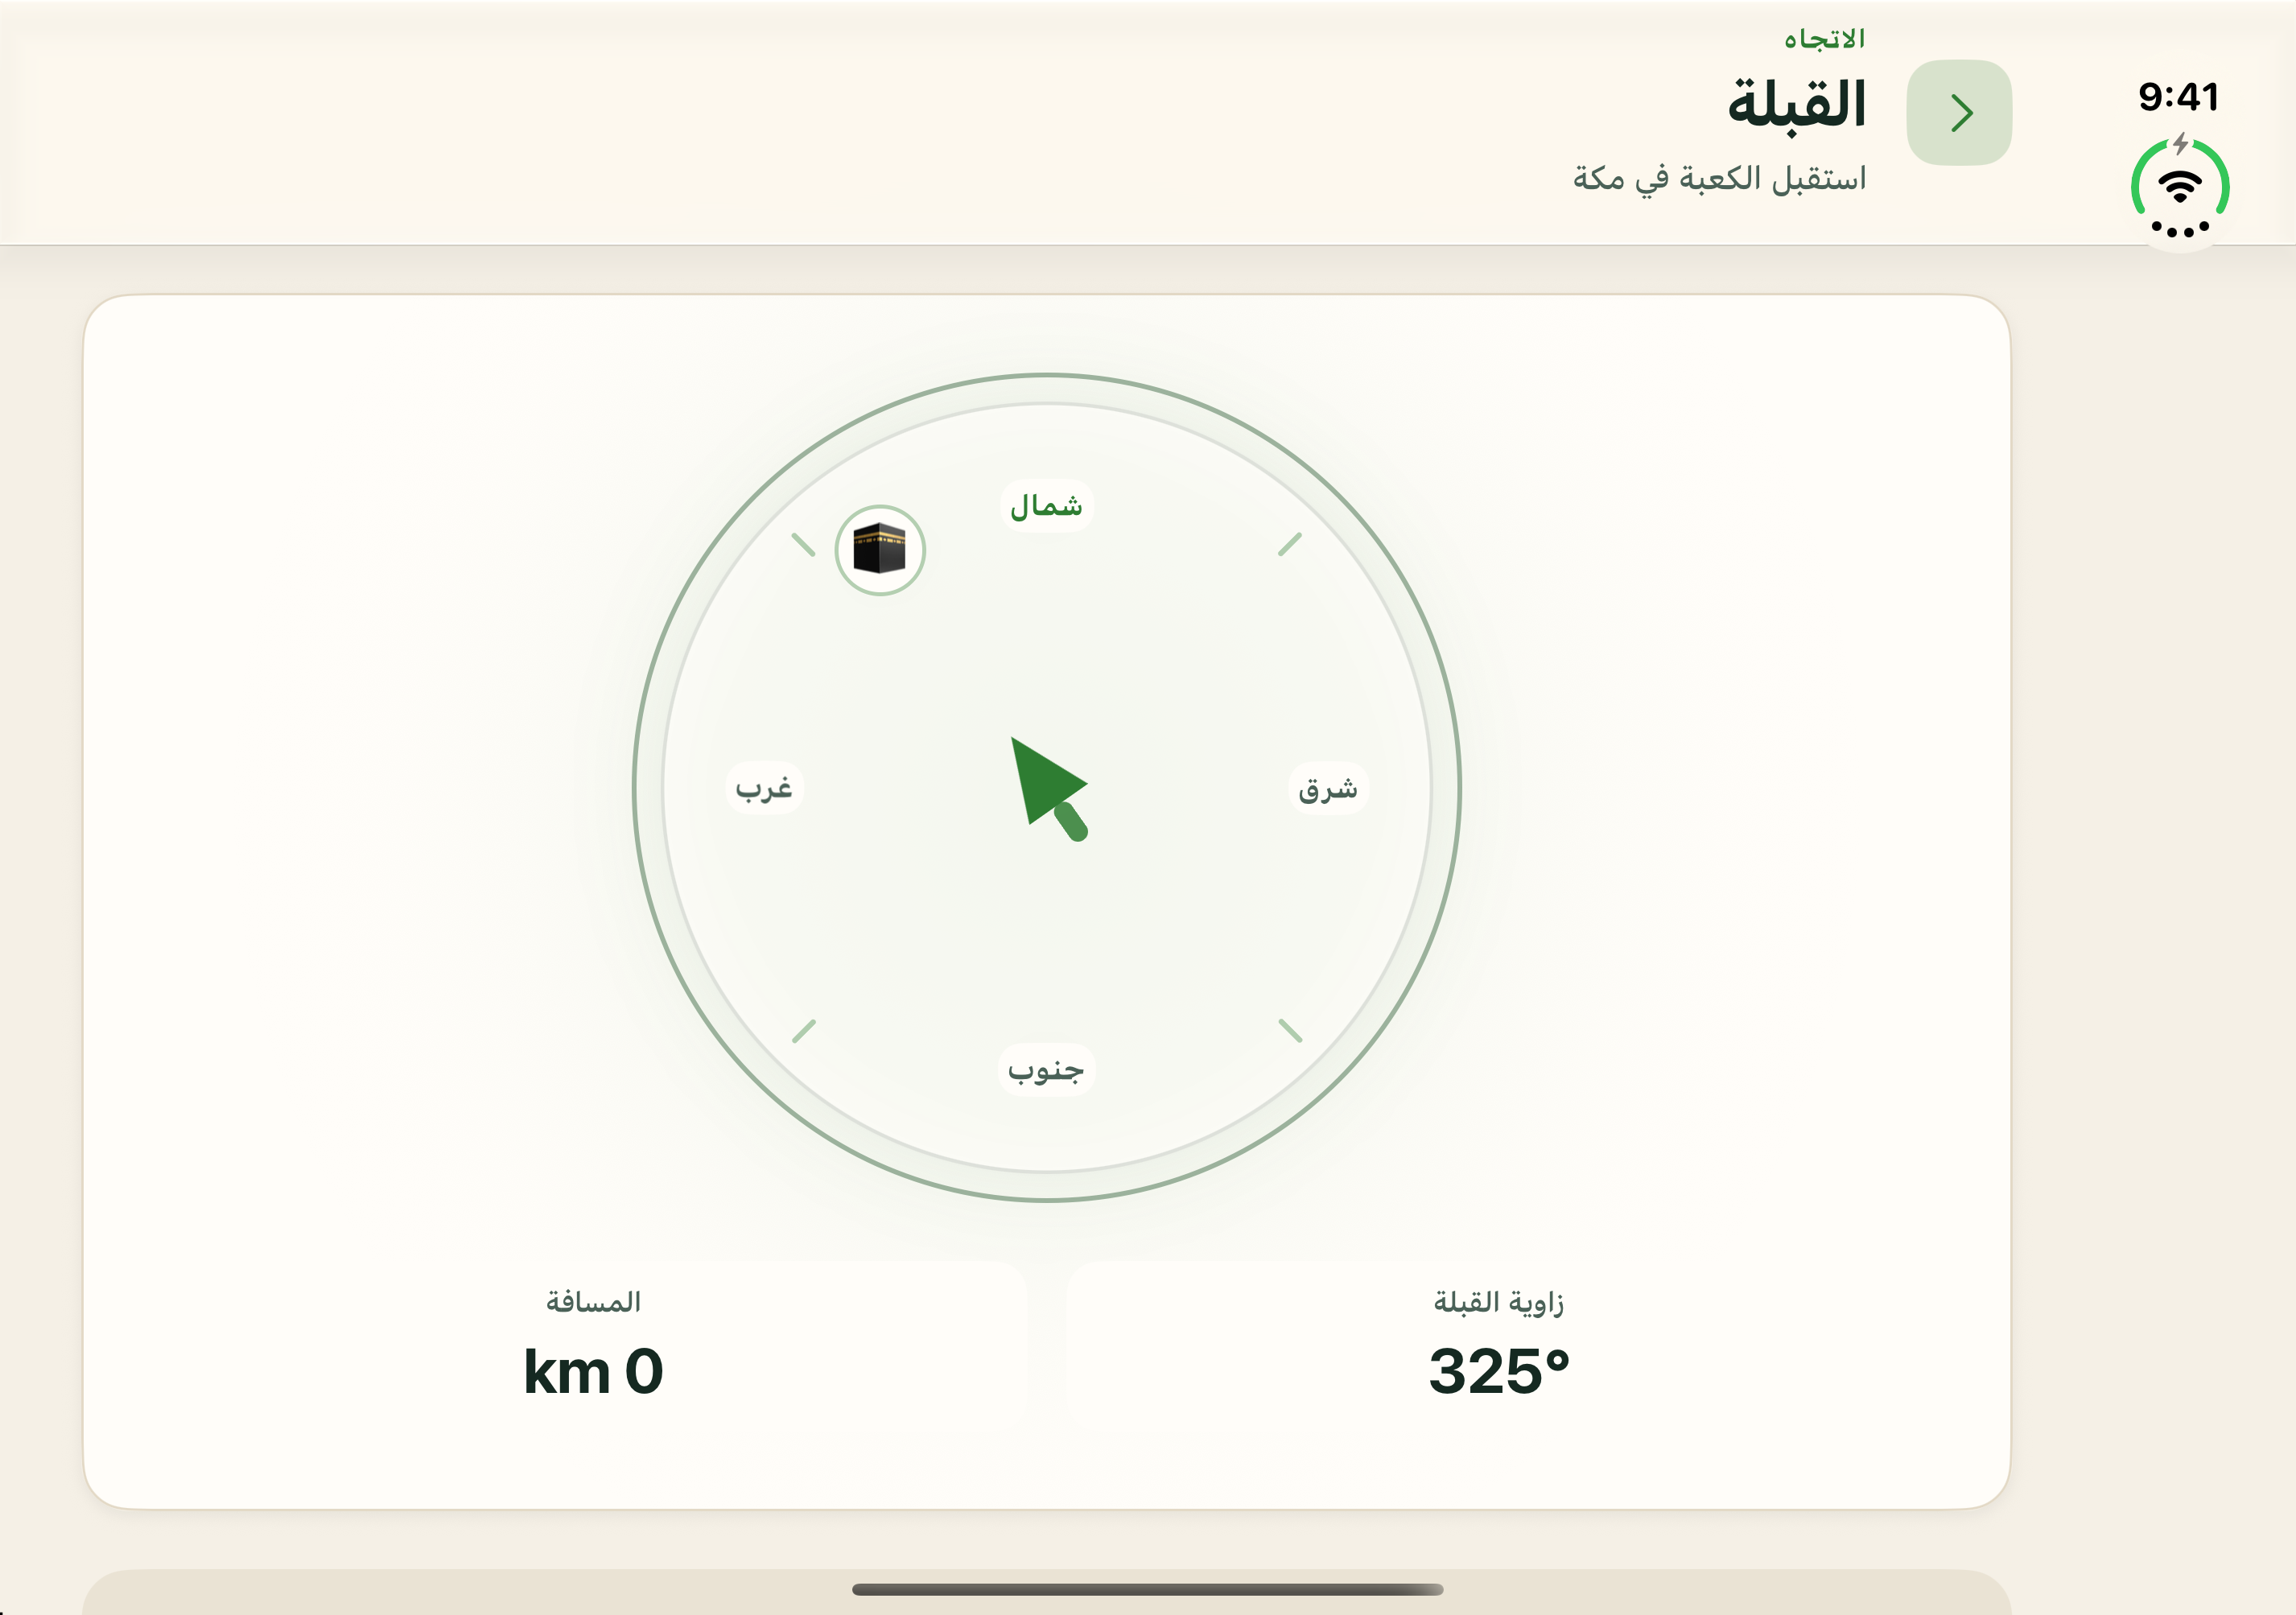 الاتجاه
9:41
القبلة
استقبل الكعبة في مكة
شمال
غرب
شرق
جنوب
زاوية القبلة
325°
المسافة
km 0